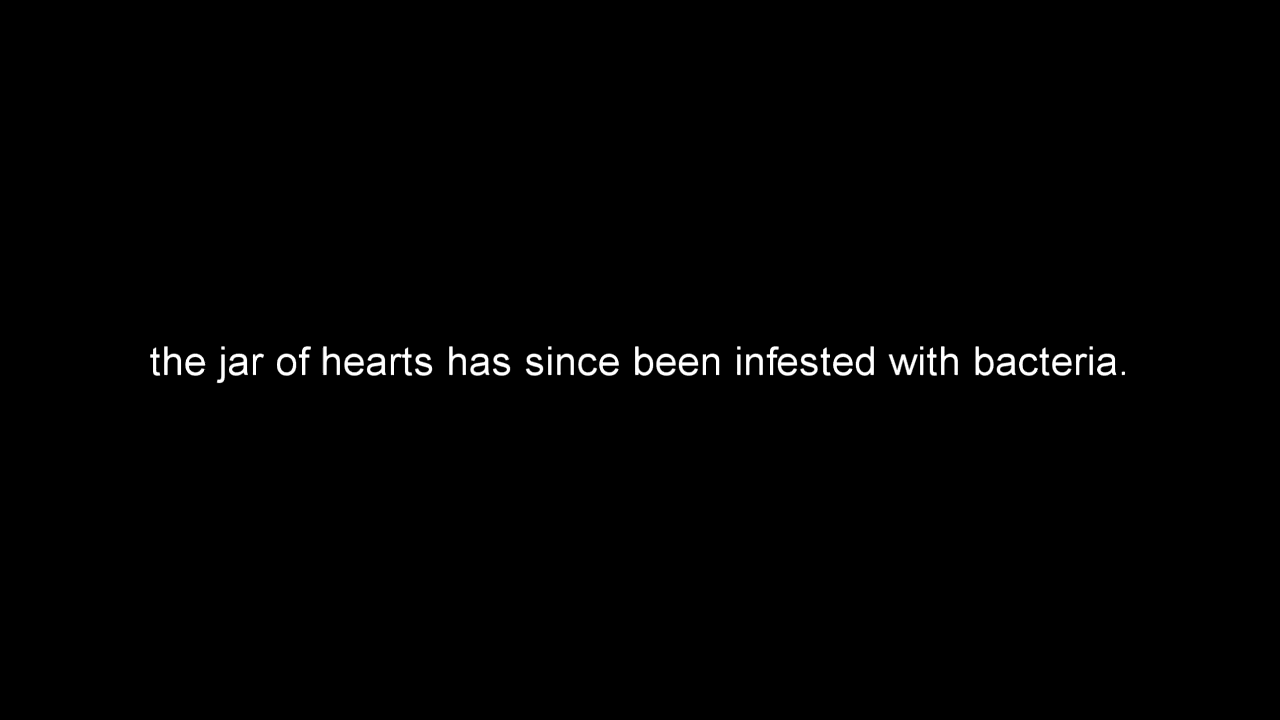 the jar of hearts has since been infested with bacteria.